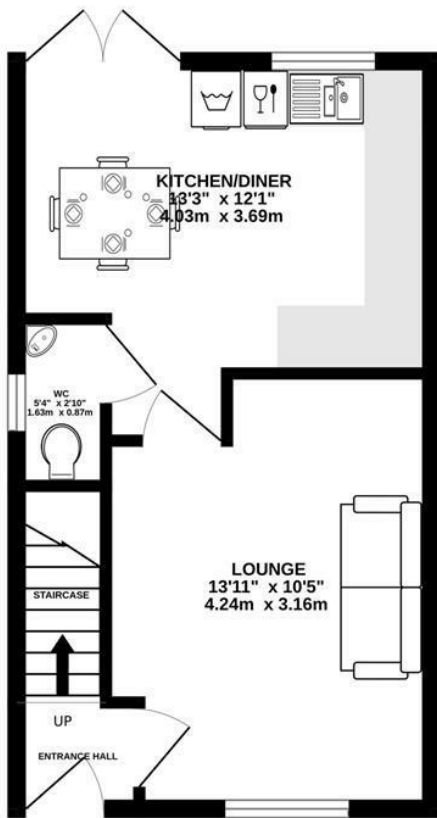 KITCHEN/DINER
13'3" x 12'1"
4.03m x 3.69m
WC
5'4" x 2'10"
1.63m x 0.87m
LOUNGE
13'11" x 10'5"
4.24m x 3.16m
STAIRCASE
UP
ENTRANCE HALL